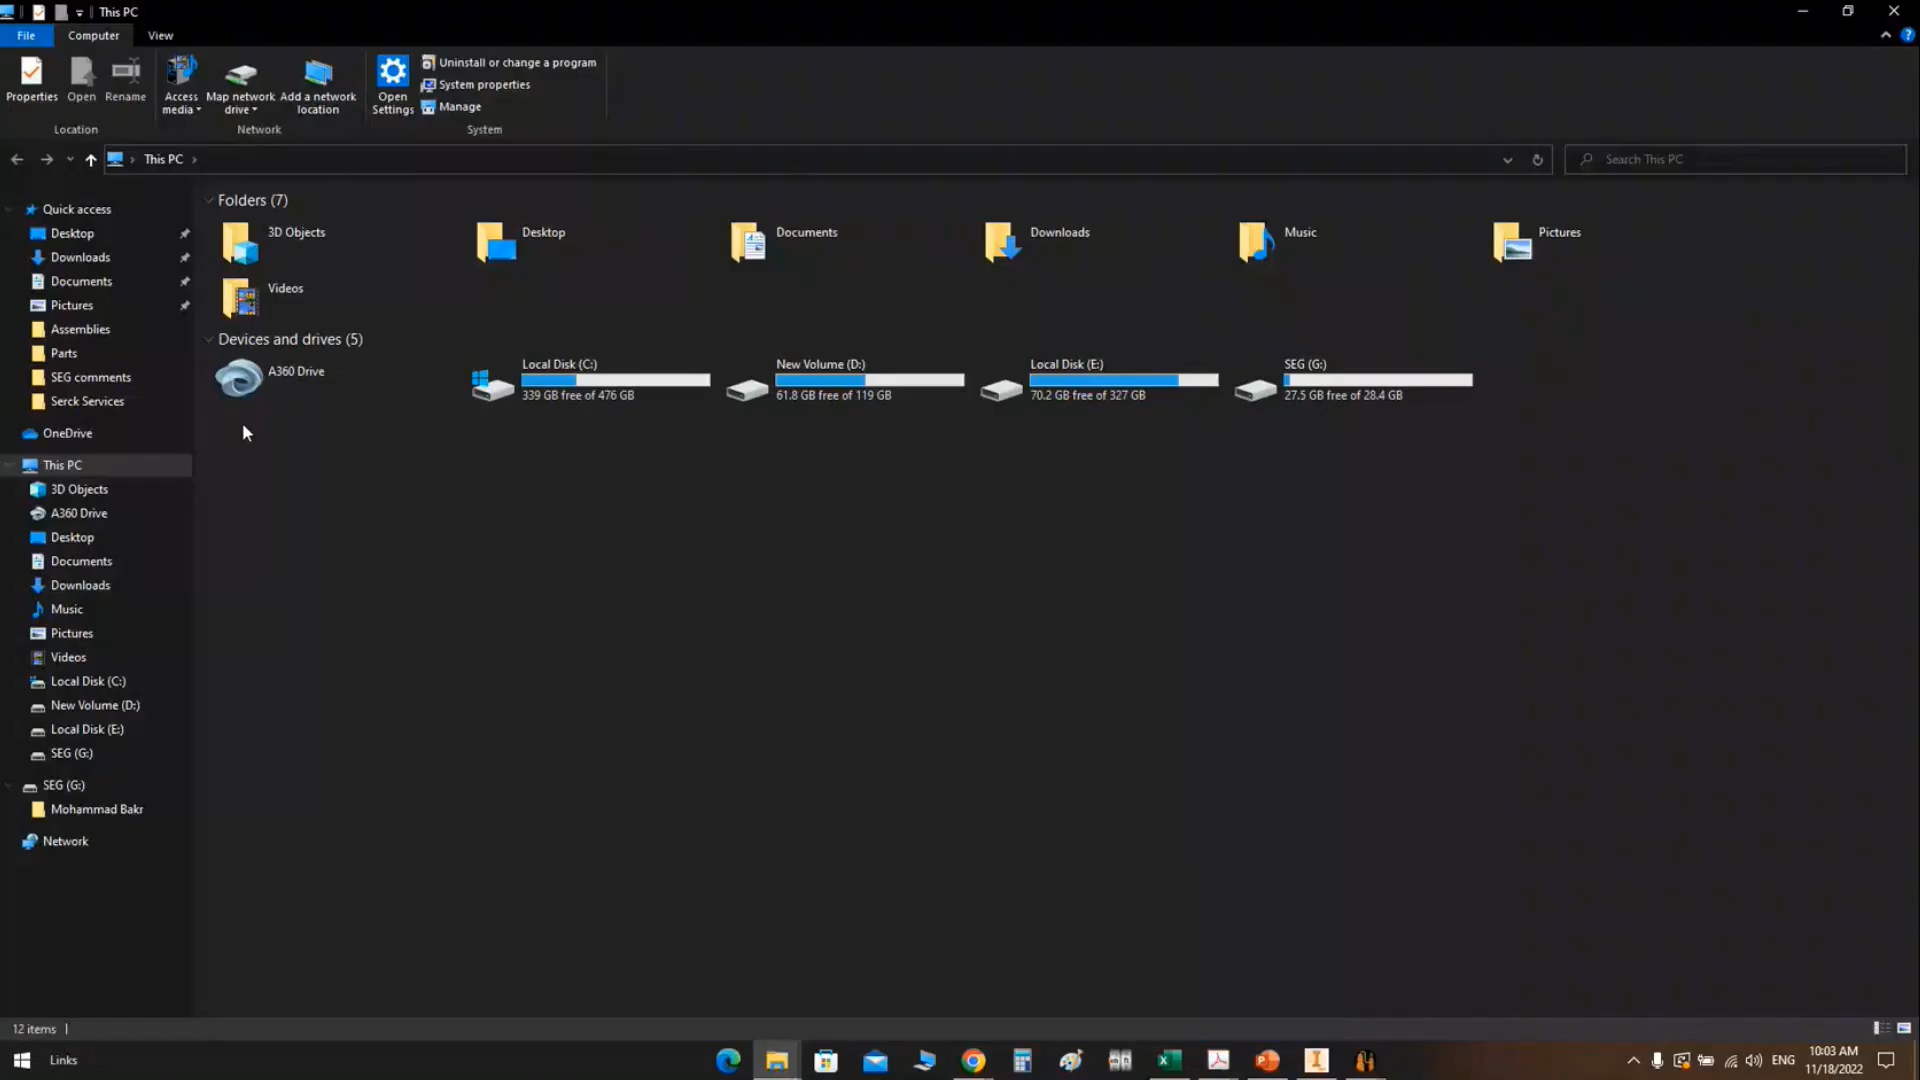 This PC
File
Computer
View
Properties
Open
Rename
Access
media
Map network
drive
Add a network
location
Open
Settings
Uninstall or change a program
System properties
Manage
Location
Network
System
This PC
Search This PC
Quick access
Desktop
Downloads
Documents
Pictures
Assemblies
Parts
SEG comments
Serck Services
OneDrive
This PC
3D Objects
A360 Drive
Desktop
Documents
Downloads
Music
Pictures
Videos
Local Disk (C:)
New Volume (D:)
Local Disk (E:)
SEG (G:)
SEG (G:)
Mohammad Bakr
Network
Folders (7)
3D Objects
Desktop
Documents
Downloads
Music
Pictures
Videos
Devices and drives (5)
A360 Drive
Local Disk (C:)
339 GB free of 476 GB
New Volume (D:)
61.8 GB free of 119 GB
Local Disk (E:)
70.2 GB free of 327 GB
SEG (G:)
27.5 GB free of 28.4 GB
12 items
Links
ENG
10:03 AM
11/18/2022